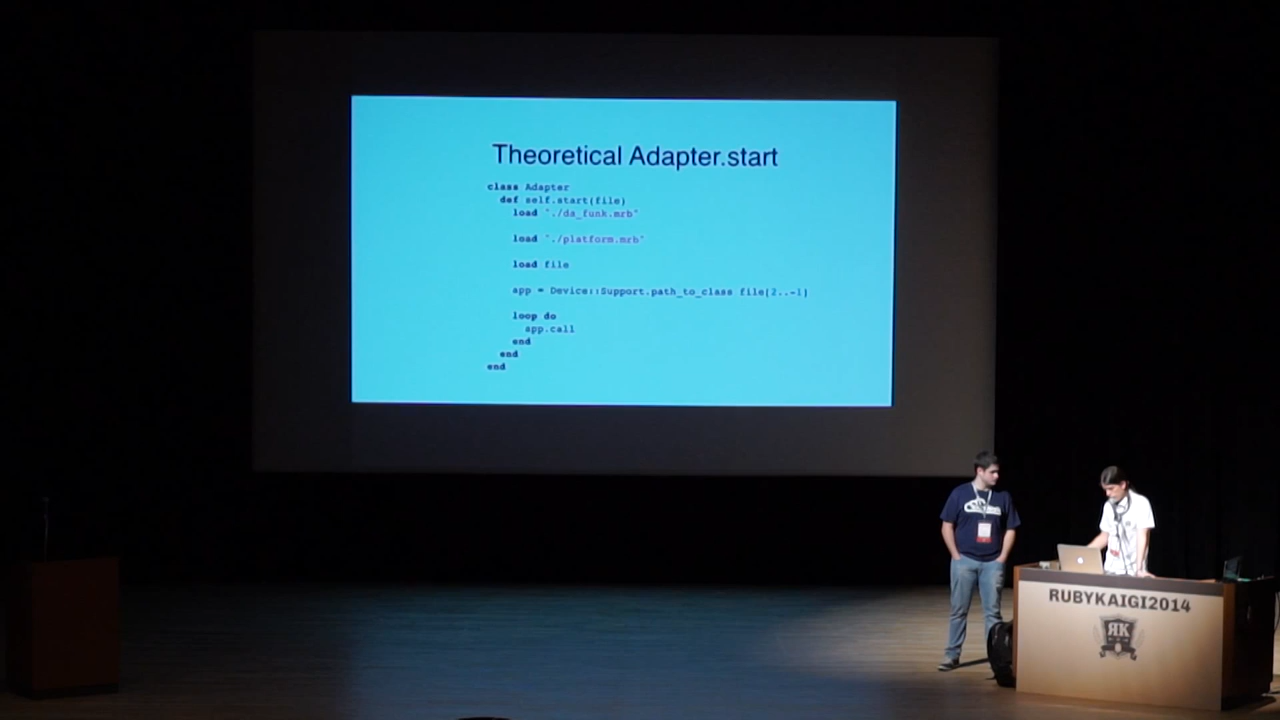 Theoretical Adapter.start
class Adapter
def self.start(file)
load "./da_funk.mrb"
load "./platform.mrb"
load file
app = Device::Support.path_to_class file[2..-1]
loop do
app.call
end
end
end
RUBYKAIGI2014
RK